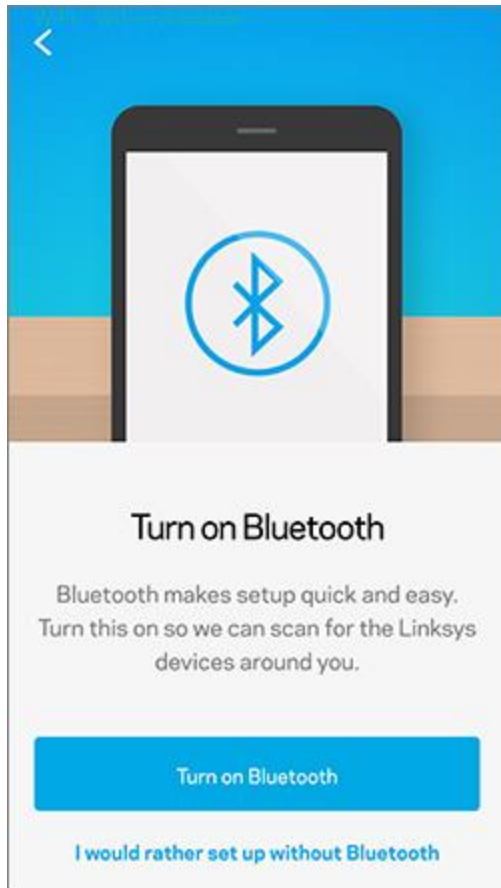 Turn on Bluetooth
Bluetooth makes setup quick and easy.
Turn this on so we can scan for the Linksys
devices around you.
Turn on Bluetooth
I would rather set up without Bluetooth